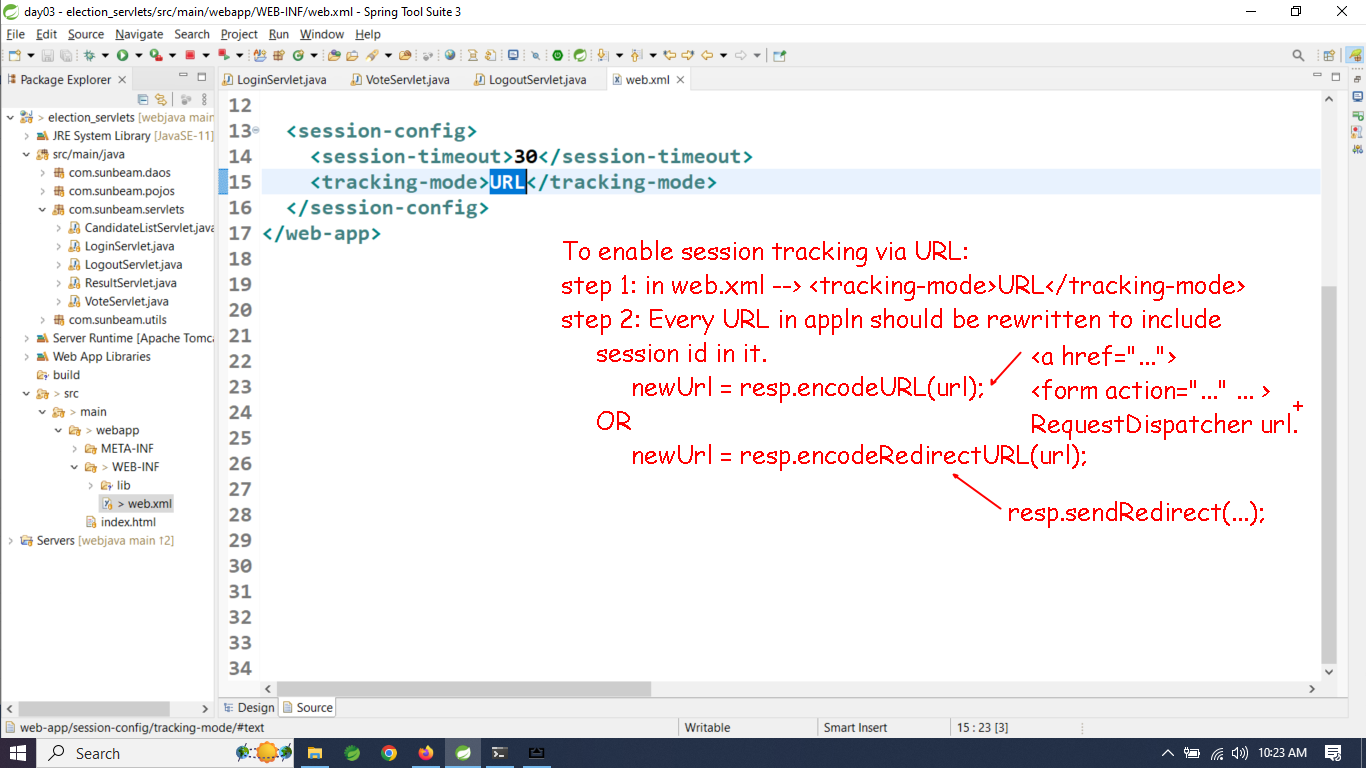 day03 - election_servlets/src/main/webapp/WEB-INF/web.xml - Spring Tool Suite 3
File Edit Source Navigate Search Project Run Window Help
Package Explorer
LoginServlet.java VoteServlet.java LogoutServlet.java web.xml
> election_servlets [webjava main
JRE System Library [JavaSE-11]
src/main/java
com.sunbeam.daos
com.sunbeam.pojos
com.sunbeam.servlets
CandidateListServlet.java
LoginServlet.java
LogoutServlet.java
ResultServlet.java
VoteServlet.java
com.sunbeam.utils
Server Runtime [Apache Tomca
Web App Libraries
build
> src
> main
> webapp
META-INF
> WEB-INF
lib
> web.xml
index.html
Servers [webjava main ↑2]
12
13 <session-config>
14 <session-timeout>30</session-timeout>
15 <tracking-mode>URL</tracking-mode>
16 </session-config>
17 </web-app>
18
19
20
21
22
23
24
25
26
27
28
29
30
31
32
33
34
To enable session tracking via URL:
step 1: in web.xml --> <tracking-mode>URL</tracking-mode>
step 2: Every URL in appln should be rewritten to include
session id in it.
newUrl = resp.encodeURL(url);
<a href="...">
<form action="..." ... >
RequestDispatcher url.
OR
newUrl = resp.encodeRedirectURL(url);
resp.sendRedirect(...);
Design Source
web-app/session-config/tracking-mode/#text Writable Smart Insert 15 : 23 [3]
Search 10:23 AM